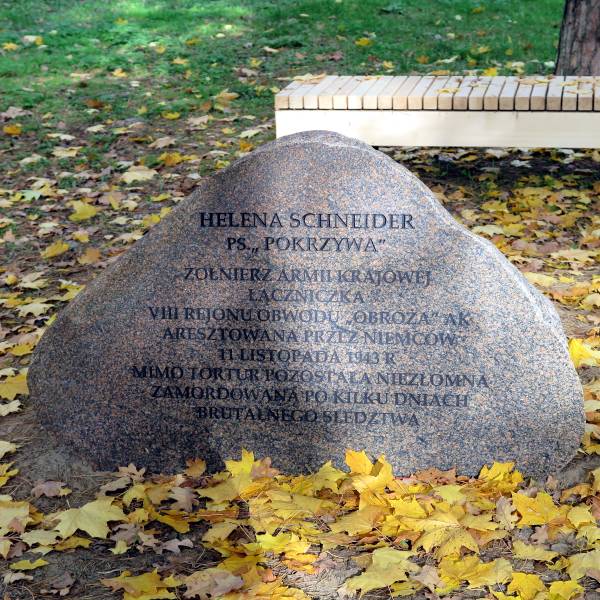 HELENA SCHNEIDER
PS. „POKRZYWA”
ŻOŁNIERZ ARMII KRAJOWEJ
ŁĄCZNICZKA
VIII REJONU OBWODU „OBROŻA” AK
ARESZTOWANA PRZEZ NIEMCÓW
11 LISTOPADA 1943 R
MIMO TORTUR POZOSTAŁA NIEZŁOMNA
ZAMORDOWANA PO KILKU DNIACH
BRUTALNEGO ŚLEDZTWA